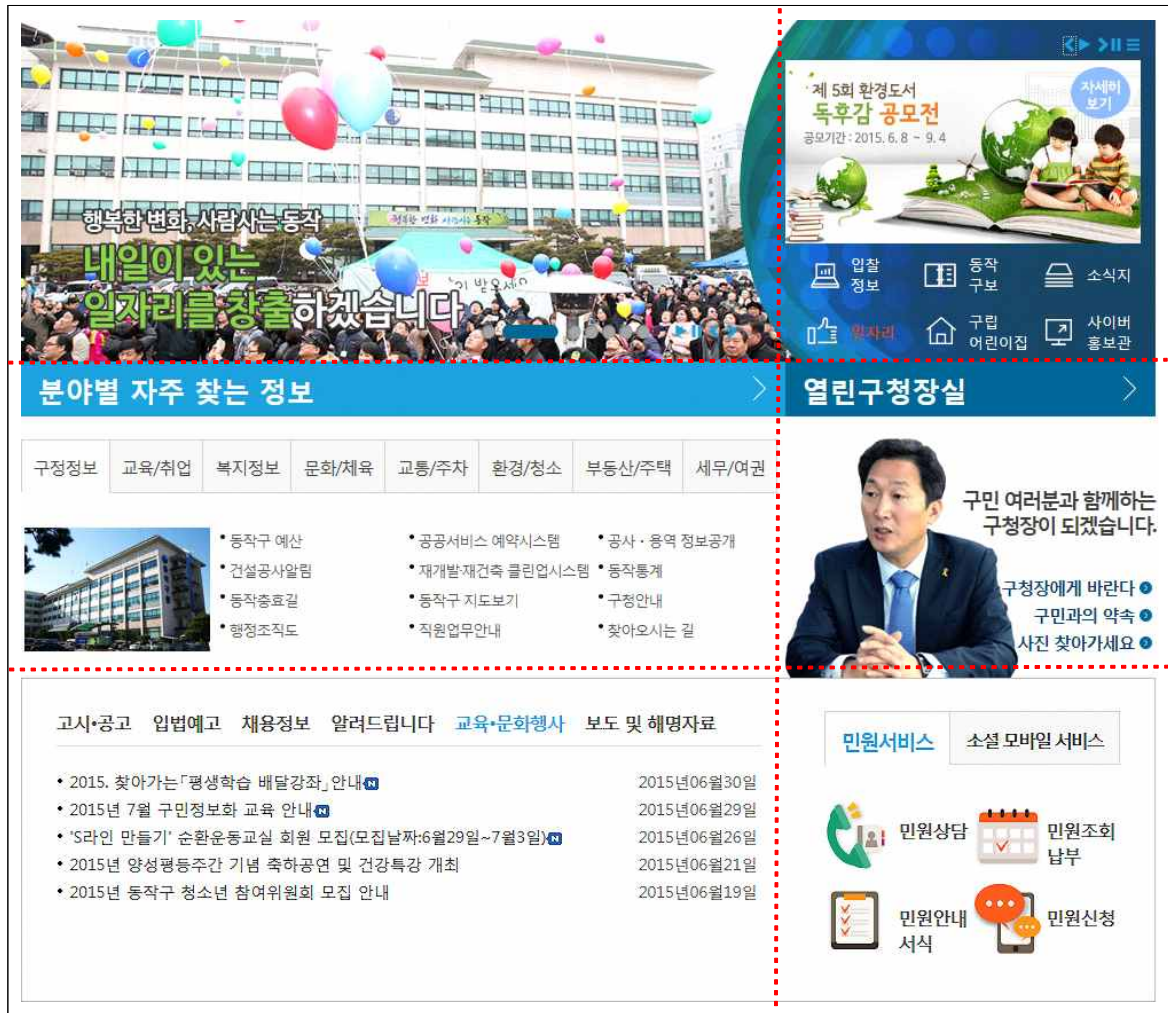 행복한 변화, 사람사는 동작
행복한 변화 사람사는 동작
내일이 있는
일자리를 창출하겠습니다
제 5회 환경도서
독후감 공모전
공모기간 : 2015. 6. 8 ~ 9. 4
자세히
보기
입찰
정보
동작
구보
소식지
일자리
구립
어린이집
사이버
홍보관
분야별 자주 찾는 정보
열린구청장실
구정정보 교육/취업 복지정보 문화/체육 교통/주차 환경/청소 부동산/주택 세무/여권
• 동작구 예산 • 공공서비스 예약시스템 • 공사 · 용역 정보공개
• 건설공사알림 • 재개발·재건축 클린업시스템 • 동작통계
• 동작충효길 • 동작구 지도보기 • 구청안내
• 행정조직도 • 직원업무안내 • 찾아오시는 길
구민 여러분과 함께하는
구청장이 되겠습니다.
구청장에게 바란다
구민과의 약속
사진 찾아가세요
고시•공고 입법예고 채용정보 알려드립니다 교육•문화행사 보도 및 해명자료
• 2015. 찾아가는「평생학습 배달강좌」안내 N 2015년06월30일
• 2015년 7월 구민정보화 교육 안내 N 2015년06월29일
• 'S라인 만들기' 순환운동교실 회원 모집(모집날짜:6월29일~7월3일) N 2015년06월26일
• 2015년 양성평등주간 기념 축하공연 및 건강특강 개최 2015년06월21일
• 2015년 동작구 청소년 참여위원회 모집 안내 2015년06월19일
민원서비스 소셜 모바일 서비스
민원상담
민원조회
납부
민원안내
서식
민원신청